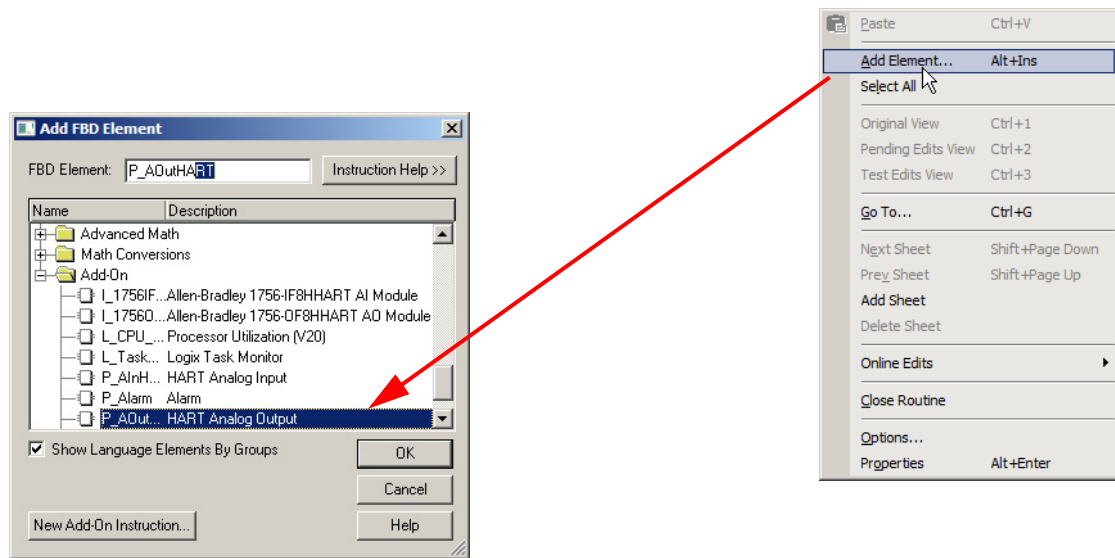 Add FBD Element
FBD Element: P_AOutHART Instruction Help >>
Name Description
Advanced Math
Math Conversions
Add-On
I_1756IF...Allen-Bradley 1756-IF8HHART AI Module
I_1756O...Allen-Bradley 1756-OF8HHART AO Module
L_CPU_... Processor Utilization (V20)
L_Task... Logix Task Monitor
P_AInH... HART Analog Input
P_Alarm Alarm
P_AOut... HART Analog Output
Show Language Elements By Groups
OK
Cancel
New Add-On Instruction... Help
Paste Ctrl+V
Add Element... Alt+Ins
Select All
Original View Ctrl+1
Pending Edits View Ctrl+2
Test Edits View Ctrl+3
Go To... Ctrl+G
Next Sheet Shift+Page Down
Prev Sheet Shift+Page Up
Add Sheet
Delete Sheet
Online Edits
Close Routine
Options...
Properties Alt+Enter